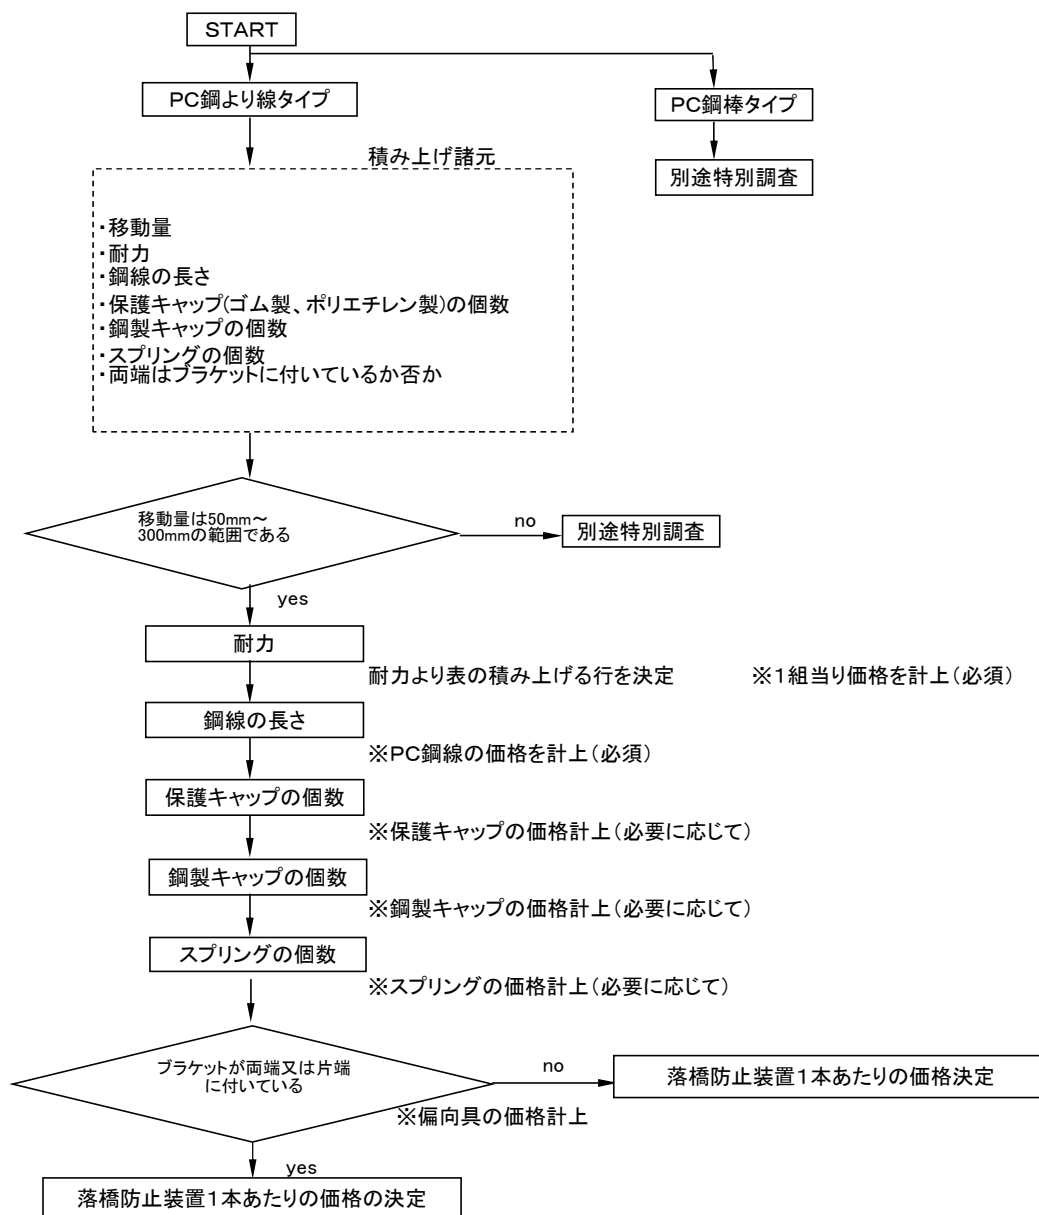 START
PC鋼より線タイプ
PC鋼棒タイプ
積み上げ諸元
別途特別調査
・移動量
・耐力
・鋼線の長さ
・保護キャップ(ゴム製、ポリエチレン製)の個数
・鋼製キャップの個数
・スプリングの個数
・両端はブラケットに付いているか否か
移動量は50mm～
300mmの範囲である
no
別途特別調査
yes
耐力
耐力より表の積み上げる行を決定
※１組当り価格を計上（必須）
鋼線の長さ
※PC鋼線の価格を計上（必須）
保護キャップの個数
※保護キャップの価格計上（必要に応じて）
鋼製キャップの個数
※鋼製キャップの価格計上（必要に応じて）
スプリングの個数
※スプリングの価格計上（必要に応じて）
ブラケットが両端又は片端
に付いている
no
落橋防止装置１本あたりの価格決定
※偏向具の価格計上
yes
落橋防止装置１本あたりの価格の決定